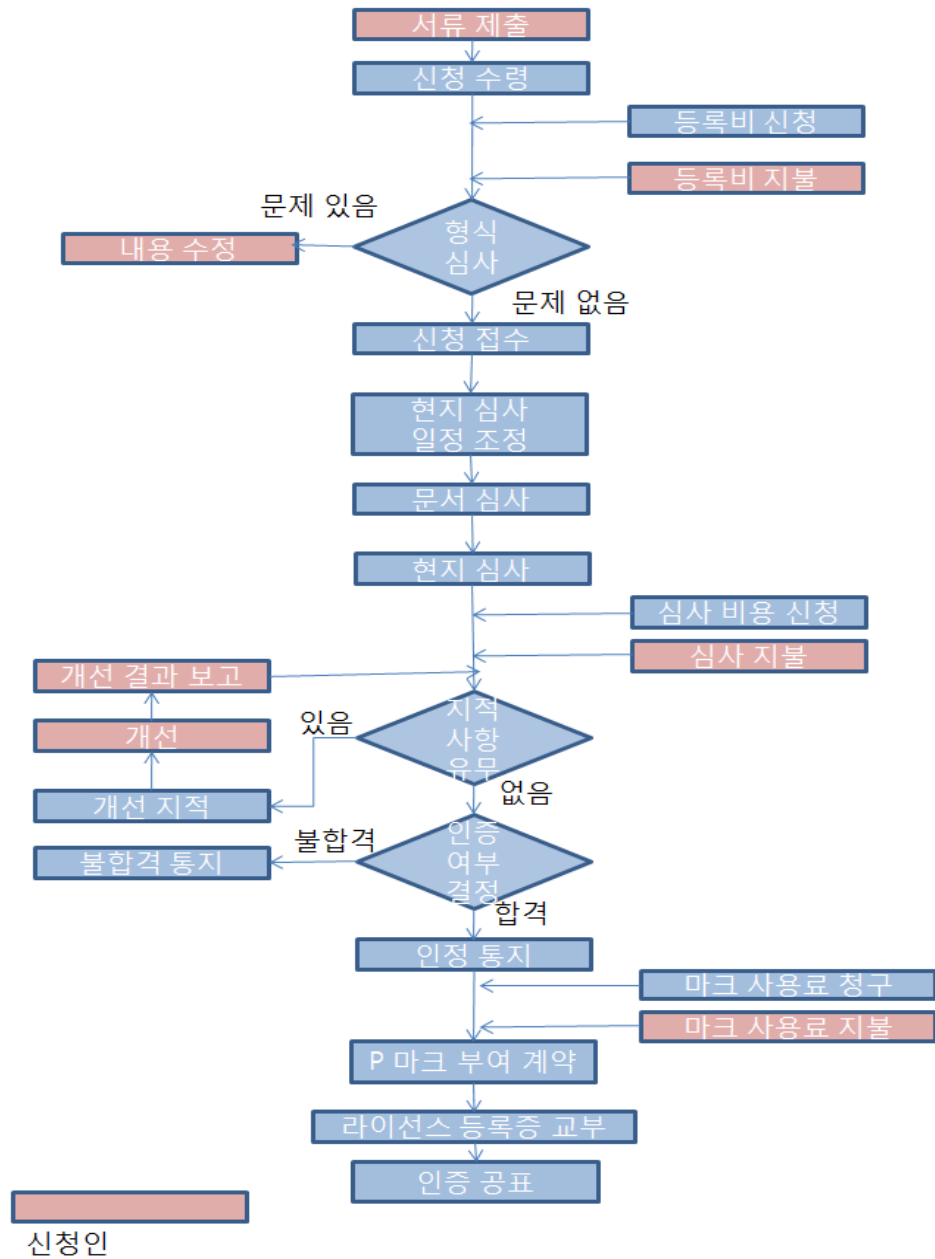 서류 제출
신청 수령
등록비 신청
등록비 지불
문제 있음
형식
심사
내용 수정
문제 없음
신청 접수
현지 심사
일정 조정
문서 심사
현지 심사
심사 비용 신청
심사 지불
개선 결과 보고
지적
사항
유무
있음
개선
없음
개선 지적
인증
여부
결정
불합격
불합격 통지
합격
인정 통지
마크 사용료 청구
마크 사용료 지불
P 마크 부여 계약
라이선스 등록증 교부
인증 공표
신청인